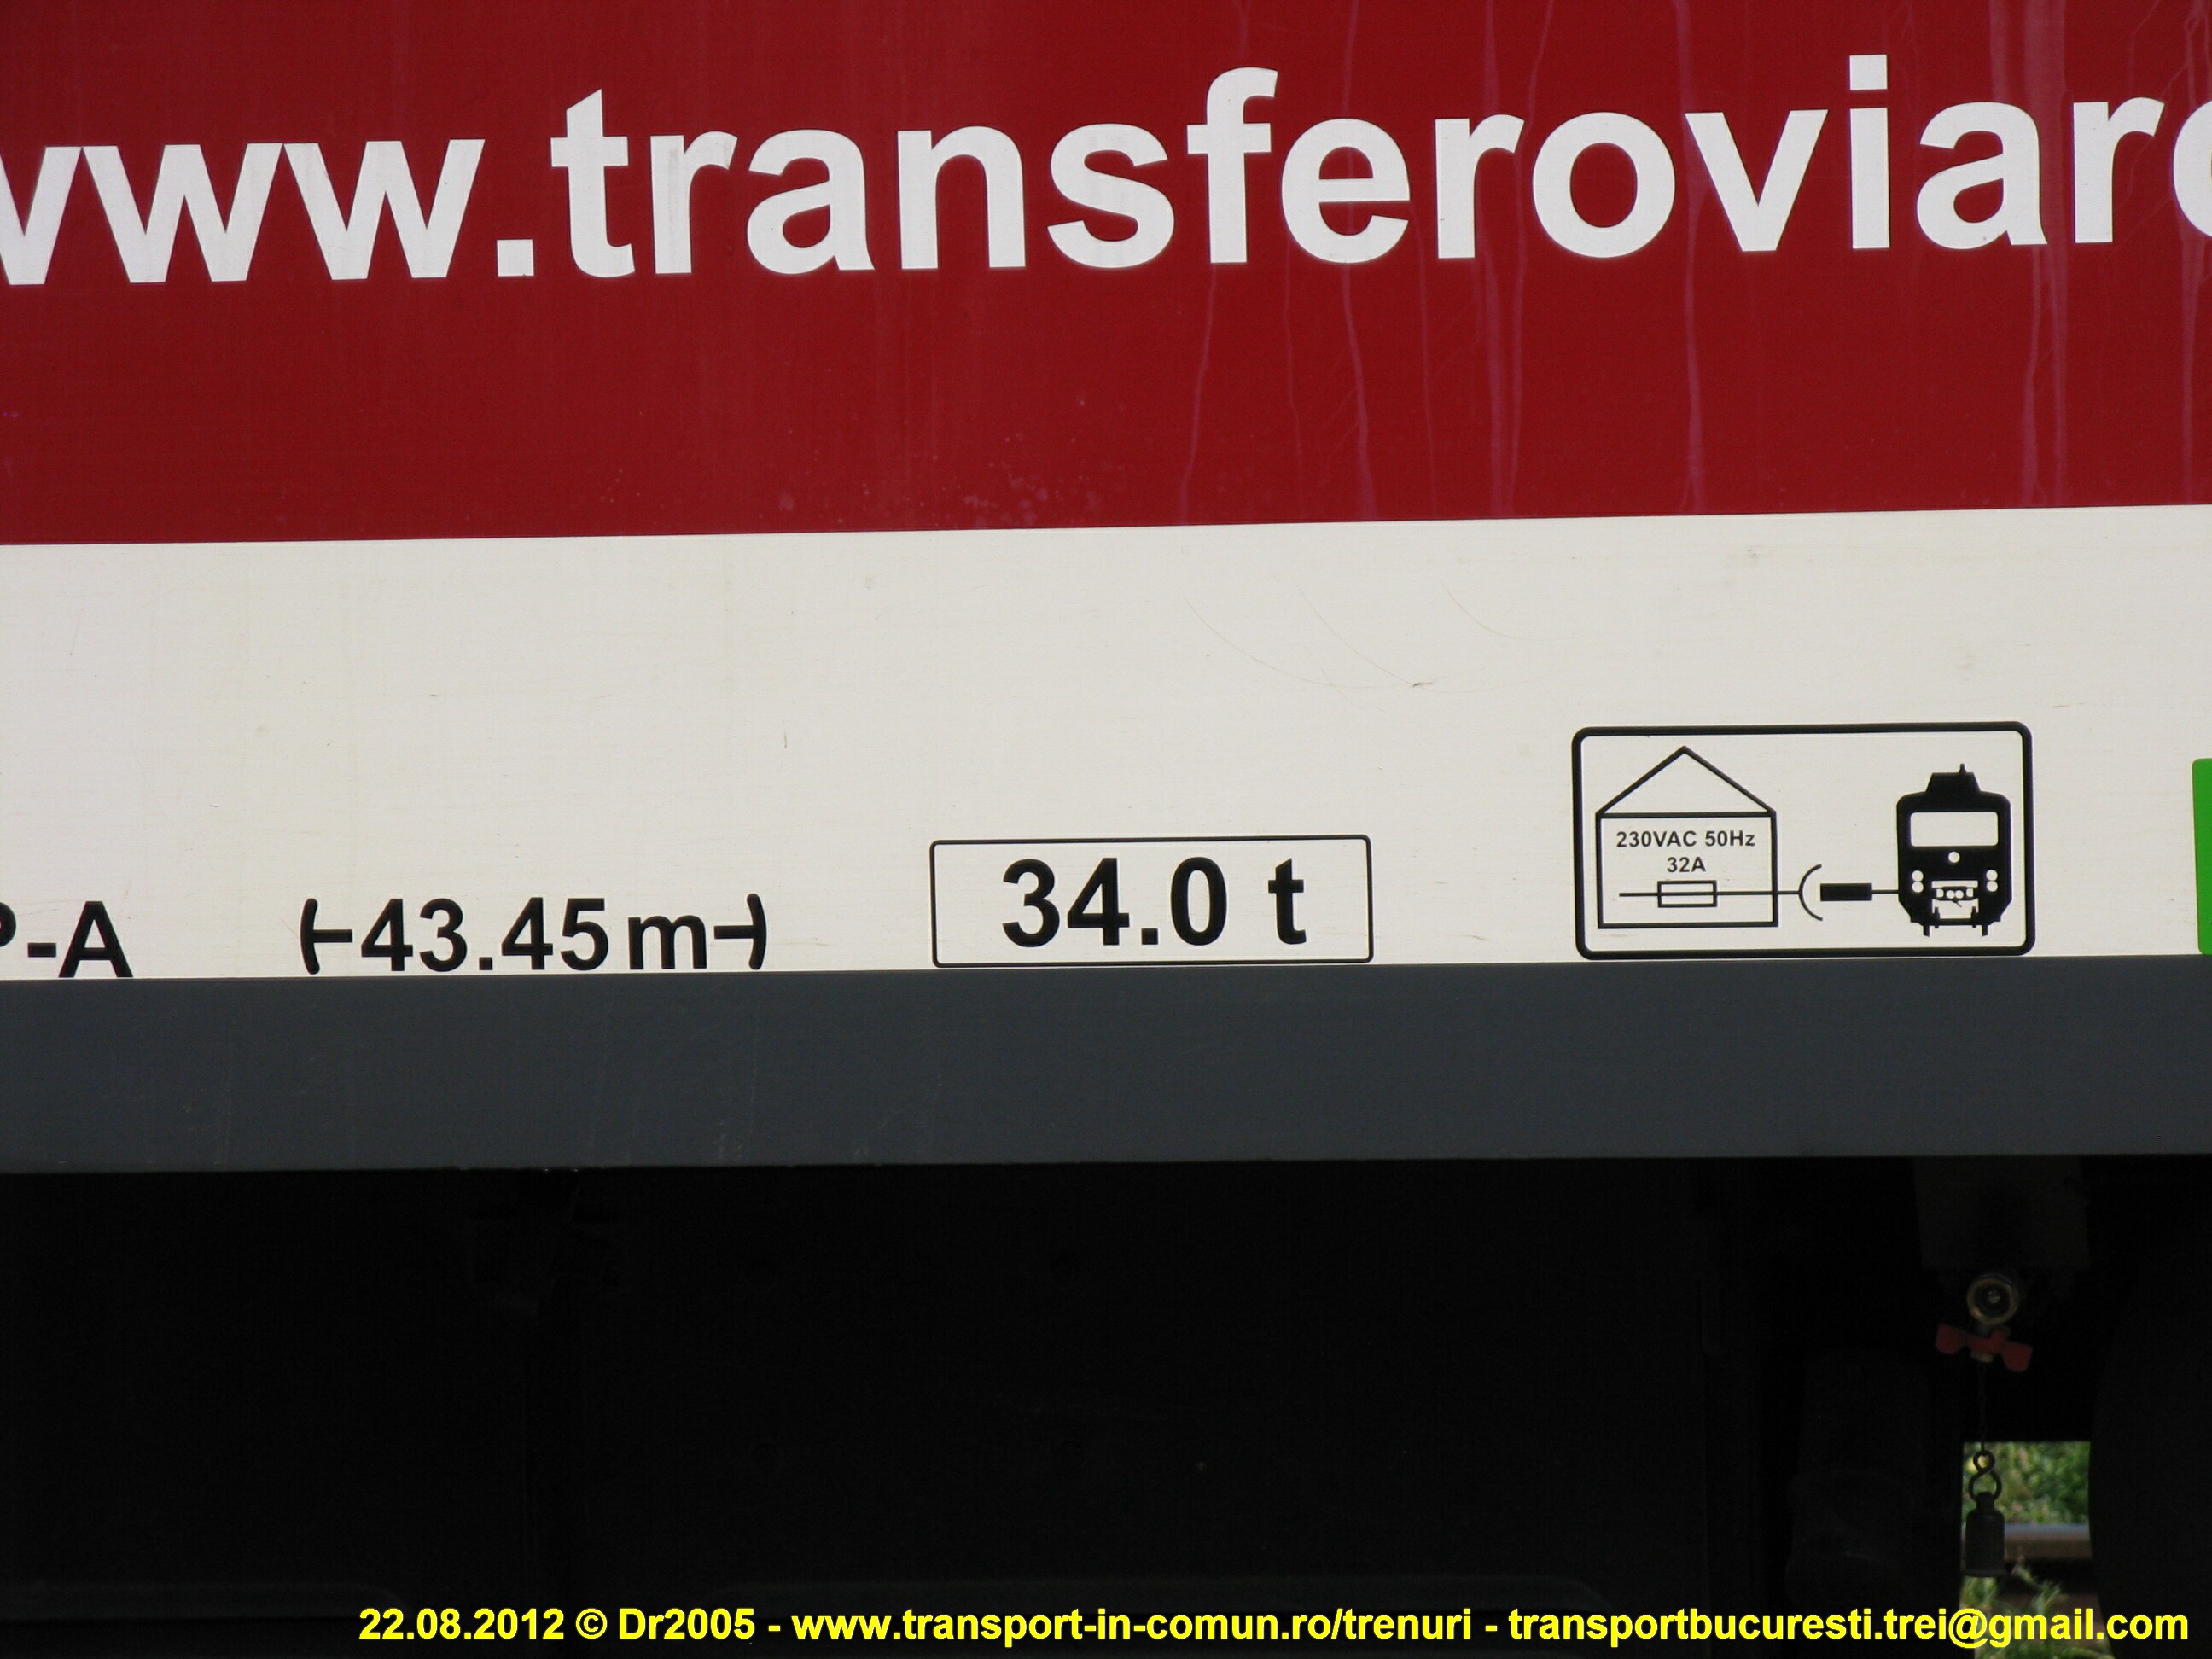 www.transferoviar
P-A
43.45m
34.0 t
230VAC 50Hz
32A
22.08.2012 © Dr2005 - www.transport-in-comun.ro/trenuri - transportbucuresti.trei@gmail.com